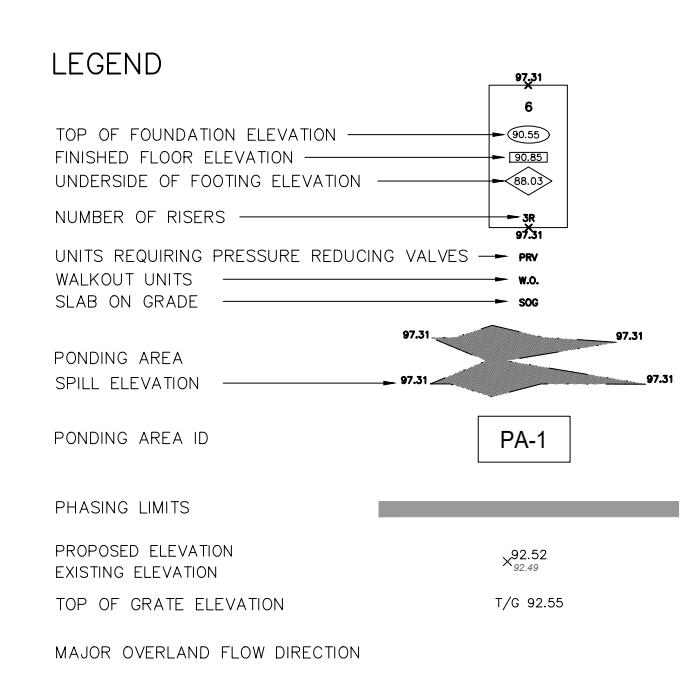 LEGEND
97.31
6
TOP OF FOUNDATION ELEVATION 90.55
FINISHED FLOOR ELEVATION 90.85
UNDERSIDE OF FOOTING ELEVATION 88.03
NUMBER OF RISERS 3R
97.31
UNITS REQUIRING PRESSURE REDUCING VALVES PRV
WALKOUT UNITS W.O.
SLAB ON GRADE SOG
97.31 97.31
PONDING AREA
SPILL ELEVATION 97.31 97.31
PONDING AREA ID PA-1
PHASING LIMITS
PROPOSED ELEVATION 92.52
EXISTING ELEVATION 92.49
TOP OF GRATE ELEVATION T/G 92.55
MAJOR OVERLAND FLOW DIRECTION